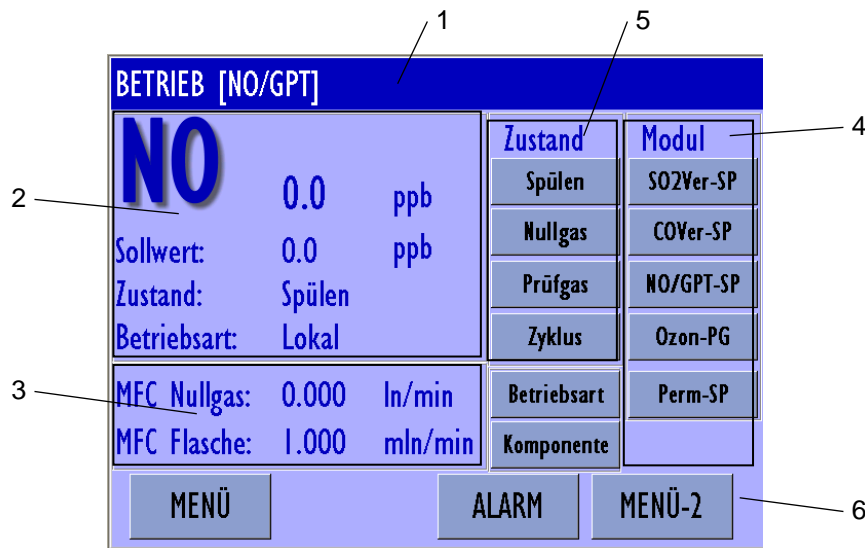 1
5
BETRIEB [NO/GPT]
NO
0.0 ppb
Sollwert: 0.0 ppb
Zustand: Spülen
Betriebsart: Lokal
2
MFC Nullgas: 0.000 ln/min
MFC Flasche: 1.000 mln/min
3
Zustand
Spülen
Nullgas
Prüfgas
Zyklus
Betriebsart
Komponente
Modul
4
SO2Ver-SP
COVer-SP
NO/GPT-SP
Ozon-PG
Perm-SP
MENÜ ALARM MENÜ-2
6